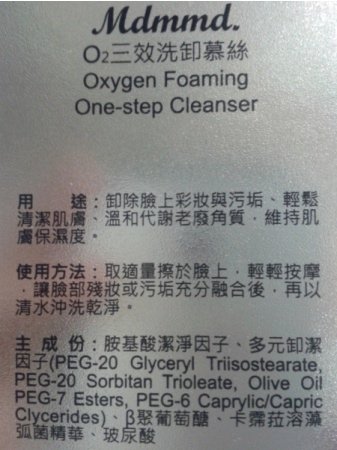 Mdmmd.
O2三效洗卸慕絲
Oxygen Foaming
One-step Cleanser
用 途：卸除臉上彩妝與污垢、輕鬆
清潔肌膚、溫和代謝老廢角質，維持肌
膚保濕度。
使用方法：取適量擦於臉上，輕輕按摩
，讓臉部殘妝或污垢充分融合後，再以
清水沖洗乾淨。
主 成 份：胺基酸潔淨因子、多元卸潔
因子(PEG-20 Glyceryl Triisostearate,
PEG-20 Sorbitan Trioleate, Olive Oil
PEG-7 Esters, PEG-6 Caprylic/Capric
Clycerides)、β聚葡萄醣、卡霈菈溶藻
弧菌精華、玻尿酸